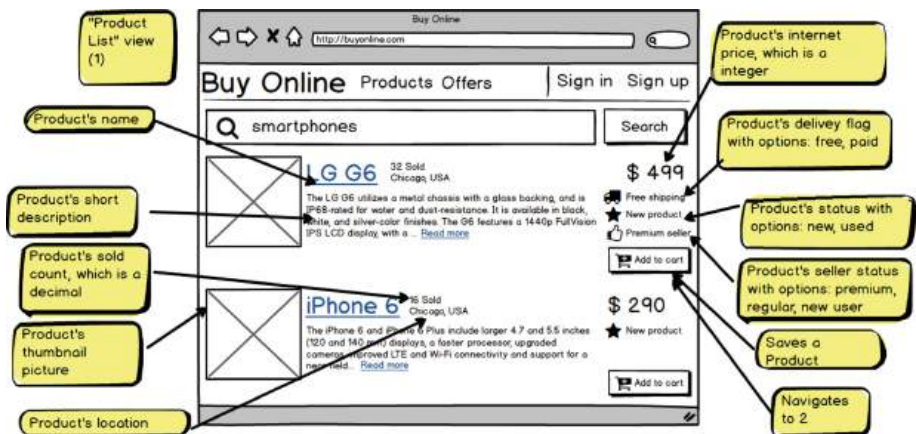 "Product
List" view
(1)
Product's name
Product's short
description
Product's sold
count, which is a
decimal
Product's
thumbnail
picture
Product's location
Buy Online
http://buyonline.com
Buy Online Products Offers Sign in Sign up
smartphones Search
LG G6 32 Sold
Chicago, USA
$ 499
The LG G6 utilizes a metal chassis with a glass backing, and is
IP68-rated for water and dust-resistance. It is available in black,
white, and silver-color finishes. The G6 features a 1440p FullVision
IPS LCD display, with a ... Read more
Free shipping
New product
Premium seller
Add to cart
iPhone 6 16 Sold
Chicago, USA
$ 290
The iPhone 6 and iPhone 6 Plus include larger 4.7 and 5.5 inches
(120 and 140 mm) displays, a faster processor, upgraded
cameras, improved LTE and Wi-Fi connectivity and support for a
near field... Read more
New product
Add to cart
Product's internet
price, which is a
integer
Product's delivey flag
with options: free, paid
Product's status with
options: new, used
Product's seller status
with options: premium,
regular, new user
Saves a
Product
Navigates
to 2